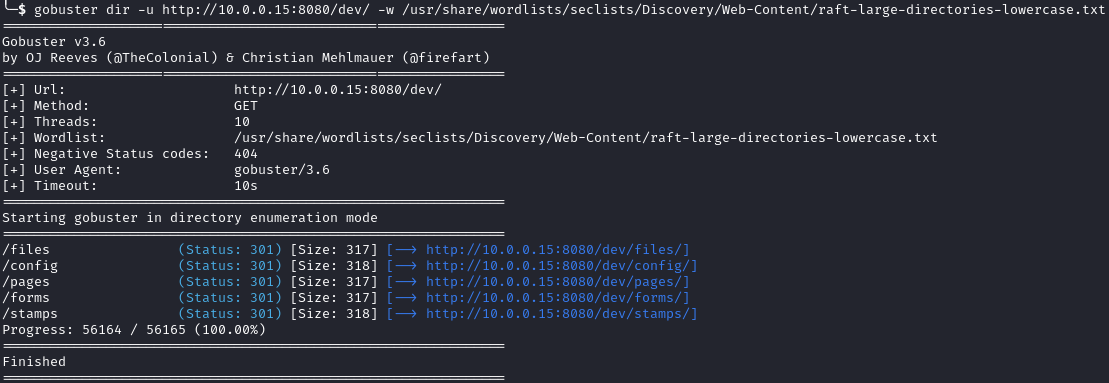 ╰─$ gobuster dir -u http://10.0.0.15:8080/dev/ -w /usr/share/wordlists/seclists/Discovery/Web-Content/raft-large-directories-lowercase.txt
===============================================================
Gobuster v3.6
by OJ Reeves (@TheColonial) & Christian Mehlmauer (@firefart)
===============================================================
[+] Url:                     http://10.0.0.15:8080/dev/
[+] Method:                  GET
[+] Threads:                 10
[+] Wordlist:                /usr/share/wordlists/seclists/Discovery/Web-Content/raft-large-directories-lowercase.txt
[+] Negative Status codes:   404
[+] User Agent:              gobuster/3.6
[+] Timeout:                 10s
===============================================================
Starting gobuster in directory enumeration mode
===============================================================
/files                (Status: 301) [Size: 317] [--> http://10.0.0.15:8080/dev/files/]
/config               (Status: 301) [Size: 318] [--> http://10.0.0.15:8080/dev/config/]
/pages                (Status: 301) [Size: 317] [--> http://10.0.0.15:8080/dev/pages/]
/forms                (Status: 301) [Size: 317] [--> http://10.0.0.15:8080/dev/forms/]
/stamps               (Status: 301) [Size: 318] [--> http://10.0.0.15:8080/dev/stamps/]
Progress: 56164 / 56165 (100.00%)
===============================================================
Finished
===============================================================